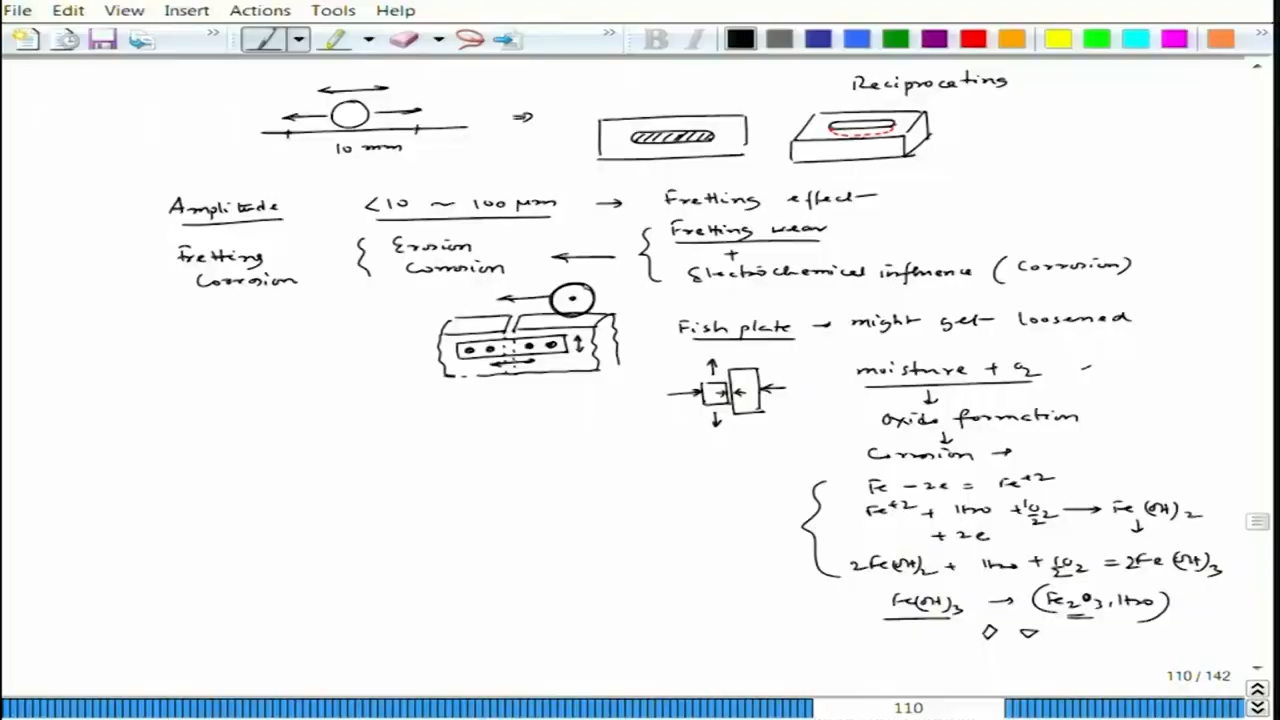 File Edit View Insert Actions Tools Help
Reciprocating
⇒
10 mm
Amplitude <10 ~ 100 μm → Fretting effect
Fretting Corrosion { Erosion Corrosion ← { Fretting wear
+
Electrochemical influence (Corrosion)
Fish plate → might get loosened
moisture + O2
↓
oxide formation
↓
Corrosion →
Fe - 2e = Fe+2
Fe+2 + H2O + 1/2 O2 → Fe(OH)2
+ 2e ↓
2Fe(OH)2 + H2O + 1/2 O2 = 2Fe(OH)3
Fe(OH)3 → (Fe2O3.H2O)
110 / 142
110